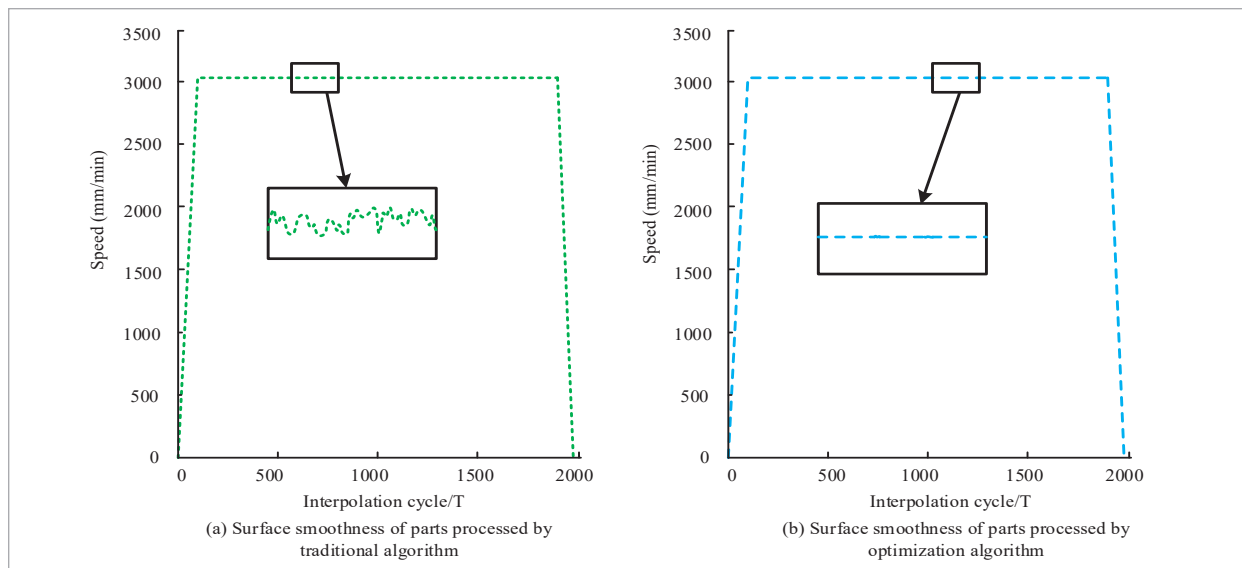 3500
3000
2500
2000
1500
1000
500
0
Speed (mm/min)
0 500 1000 1500 2000
Interpolation cycle/T
(a) Surface smoothness of parts processed by
traditional algorithm
3500
3000
2500
2000
1500
1000
500
0
Speed (mm/min)
0 500 1000 1500 2000
Interpolation cycle/T
(b) Surface smoothness of parts processed by
optimization algorithm